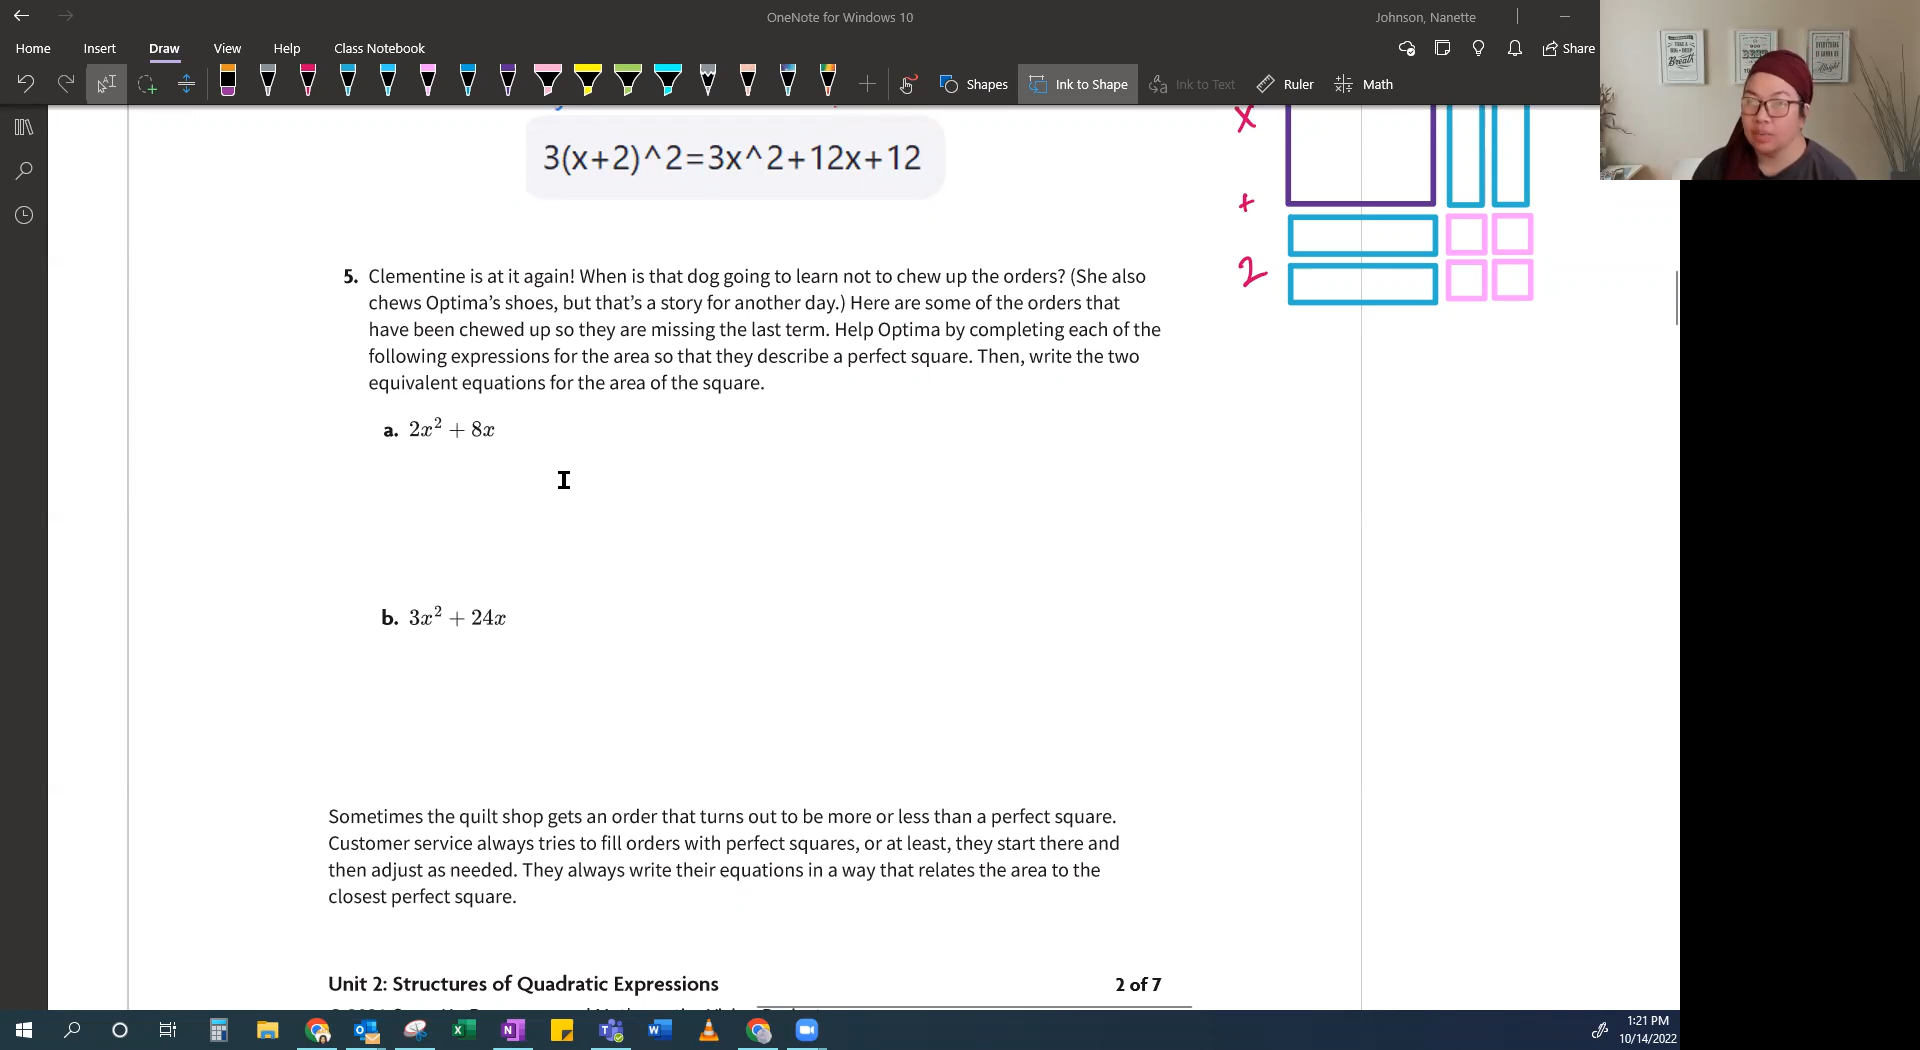 OneNote for Windows 10
Johnson, Nanette
Home Insert Draw View Help Class Notebook
Share
Shapes Ink to Shape Ink to Text Ruler Math
x
3(x+2)^2=3x^2+12x+12
+
2
5. Clementine is at it again! When is that dog going to learn not to chew up the orders? (She also
chews Optima's shoes, but that's a story for another day.) Here are some of the orders that
have been chewed up so they are missing the last term. Help Optima by completing each of the
following expressions for the area so that they describe a perfect square. Then, write the two
equivalent equations for the area of the square.
a. 2x² + 8x
b. 3x² + 24x
Sometimes the quilt shop gets an order that turns out to be more or less than a perfect square.
Customer service always tries to fill orders with perfect squares, or at least, they start there and
then adjust as needed. They always write their equations in a way that relates the area to the
closest perfect square.
Unit 2: Structures of Quadratic Expressions 2 of 7
1:21 PM
10/14/2022